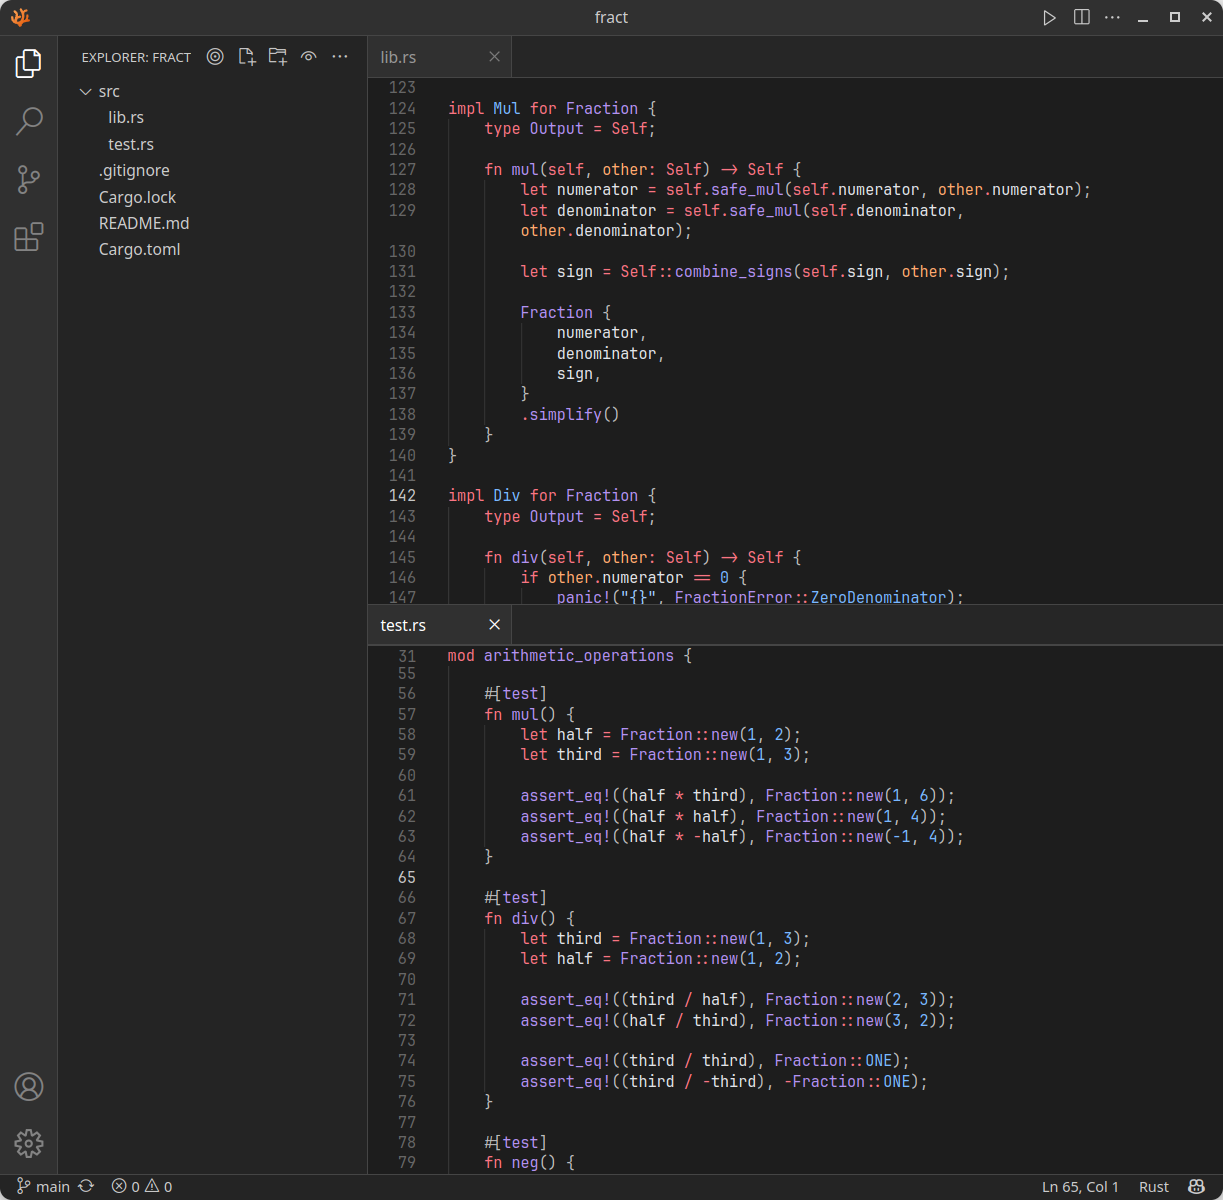 fract
EXPLORER: FRACT
src
lib.rs
test.rs
.gitignore
Cargo.lock
README.md
Cargo.toml
lib.rs
123
124 impl Mul for Fraction {
125     type Output = Self;
126
127     fn mul(self, other: Self) -> Self {
128         let numerator = self.safe_mul(self.numerator, other.numerator);
129         let denominator = self.safe_mul(self.denominator,
        other.denominator);
130
131         let sign = Self::combine_signs(self.sign, other.sign);
132
133         Fraction {
134             numerator,
135             denominator,
136             sign,
137         }
138         .simplify()
139     }
140 }
141
142 impl Div for Fraction {
143     type Output = Self;
144
145     fn div(self, other: Self) -> Self {
146         if other.numerator == 0 {
147             panic!("{}", FractionError::ZeroDenominator);
test.rs
31 mod arithmetic_operations {
55
56     #[test]
57     fn mul() {
58         let half = Fraction::new(1, 2);
59         let third = Fraction::new(1, 3);
60
61         assert_eq!((half * third), Fraction::new(1, 6));
62         assert_eq!((half * half), Fraction::new(1, 4));
63         assert_eq!((half * -half), Fraction::new(-1, 4));
64     }
65
66     #[test]
67     fn div() {
68         let third = Fraction::new(1, 3);
69         let half = Fraction::new(1, 2);
70
71         assert_eq!((third / half), Fraction::new(2, 3));
72         assert_eq!((half / third), Fraction::new(3, 2));
73
74         assert_eq!((third / third), Fraction::ONE);
75         assert_eq!((third / -third), -Fraction::ONE);
76     }
77
78     #[test]
79     fn neg() {
main 0 0 Ln 65, Col 1 Rust